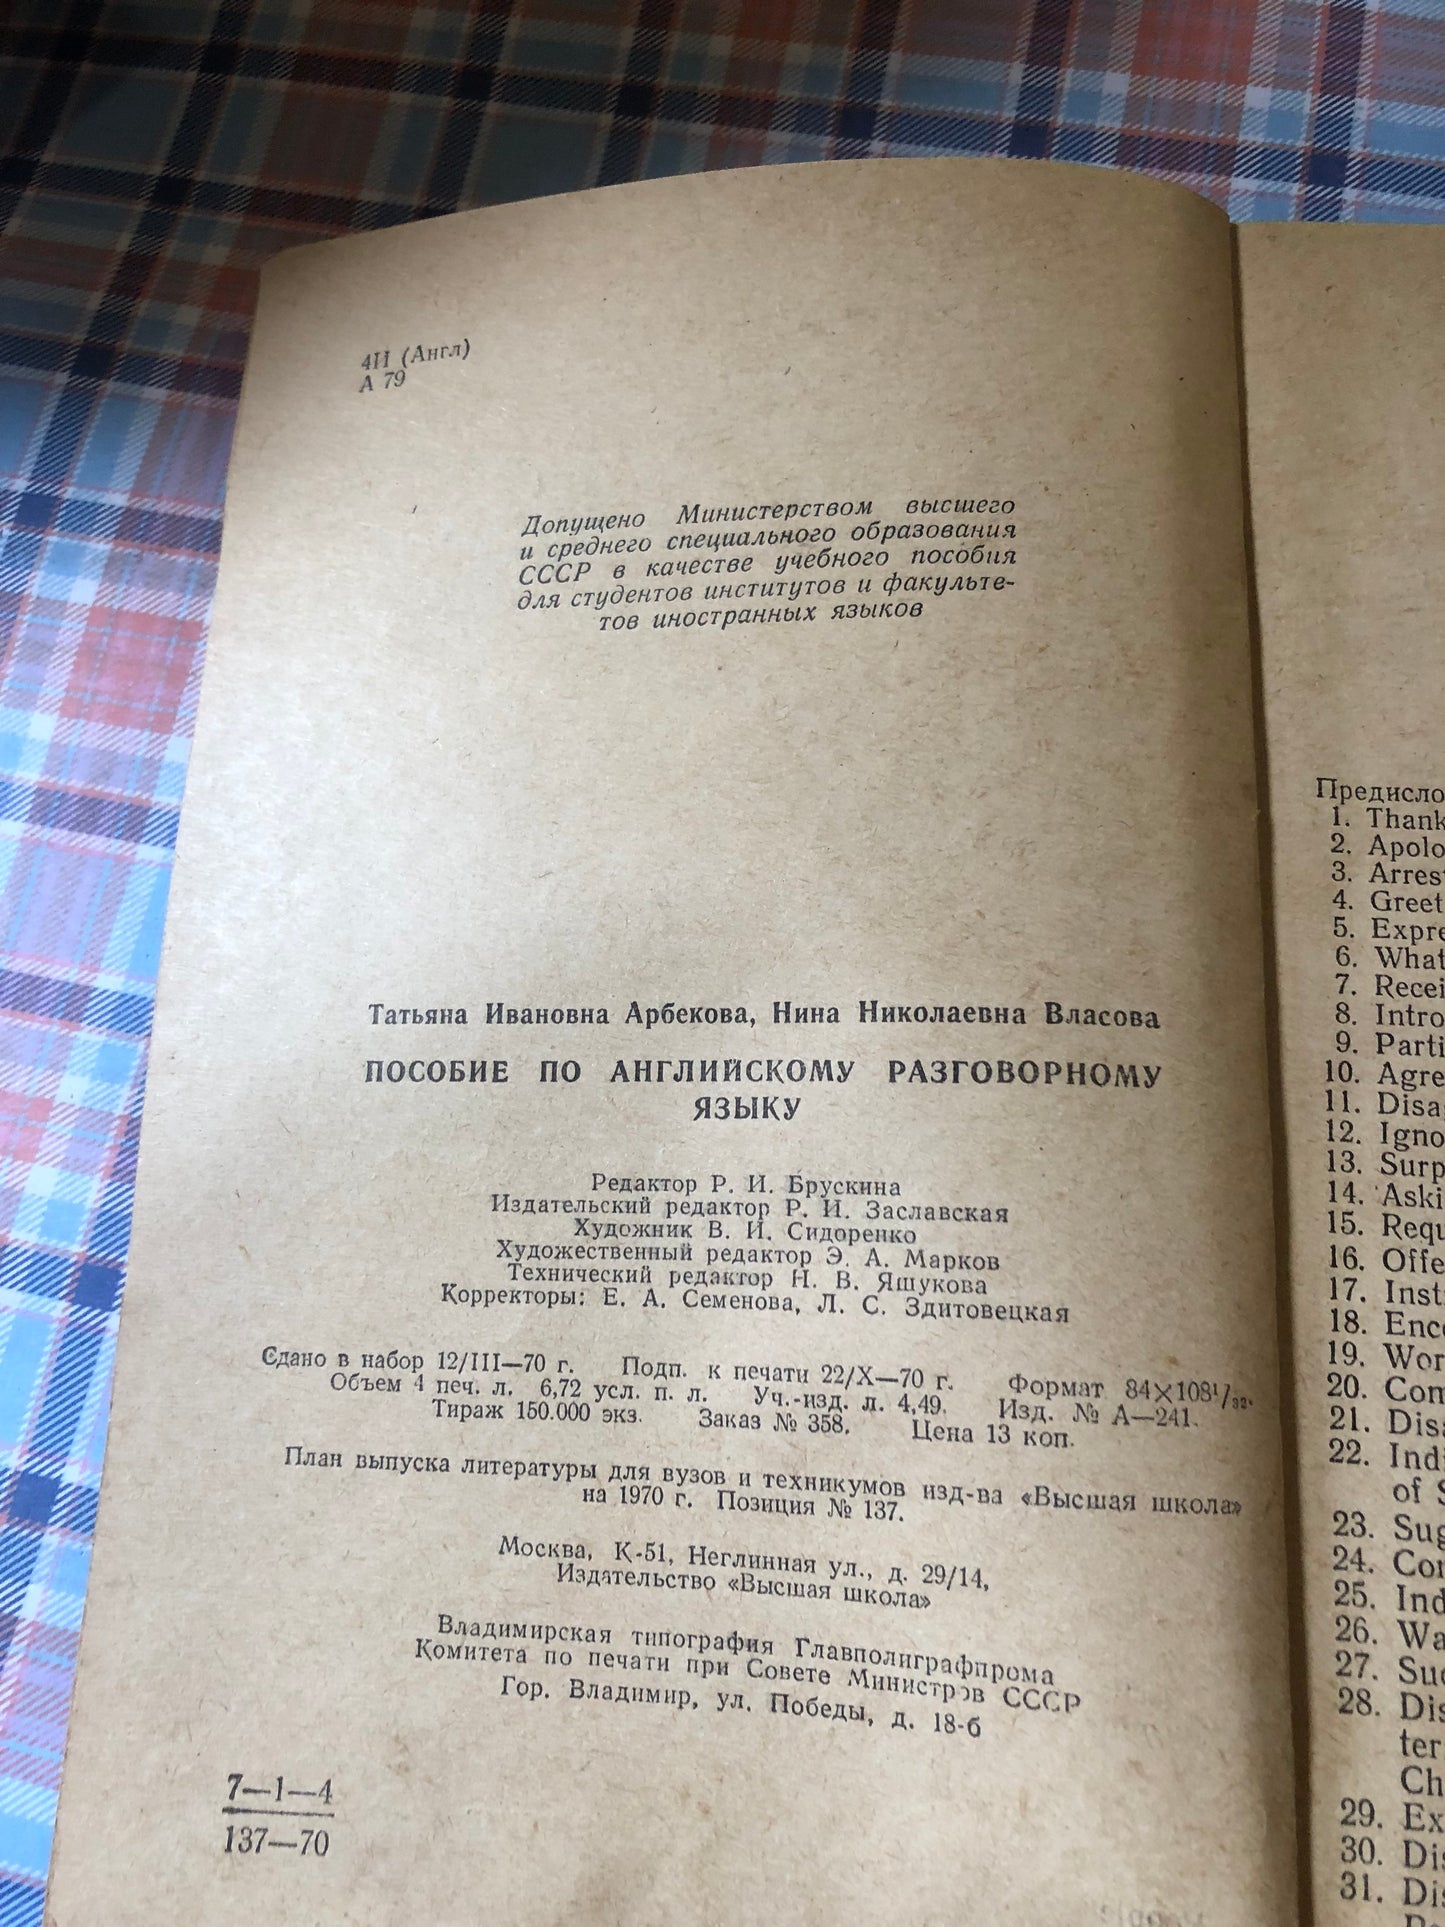 4И (Англ)
А 79
Допущено Министерством высшего
и среднего специального образования
СССР в качестве учебного пособия
для студентов институтов и факульте-
тов иностранных языков
Татьяна Ивановна Арбекова, Нина Николаевна Власова
ПОСОБИЕ ПО АНГЛИЙСКОМУ РАЗГОВОРНОМУ
ЯЗЫКУ
Редактор Р. И. Брускина
Издательский редактор Р. И. Заславская
Художник В. И. Сидоренко
Художественный редактор Э. А. Марков
Технический редактор Н. В. Яшукова
Корректоры: Е. А. Семенова, Л. С. Здитовецкая
Сдано в набор 12/III—70 г. Подп. к печати 22/X—70 г. Формат 84×108¹/₃₂.
Объем 4 печ. л. 6,72 усл. п. л. Уч.-изд. л. 4,49. Изд. № А—241.
Тираж 150.000 экз. Заказ № 358. Цена 13 коп.
План выпуска литературы для вузов и техникумов изд-ва «Высшая школа»
на 1970 г. Позиция № 137.
Москва, К-51, Неглинная ул., д. 29/14,
Издательство «Высшая школа»
Владимирская типография Главполиграфпрома
Комитета по печати при Совете Министров СССР
Гор. Владимир, ул. Победы, д. 18-б
7—1—4
137—70
Предисло
1. Thank
2. Apolo
3. Arrest
4. Greet
5. Expre
6. What
7. Recei
8. Intro
9. Parti
10. Agre
11. Disa
12. Igno
13. Surp
14. Aski
15. Requ
16. Offe
17. Inst
18. Enco
19. Wor
20. Com
21. Disa
22. Indi
of S
23. Sug
24. Con
25. Ind
26. Wa
27. Suc
28. Dis
ter
Ch
29. Ex
30. Dis
31. Dis